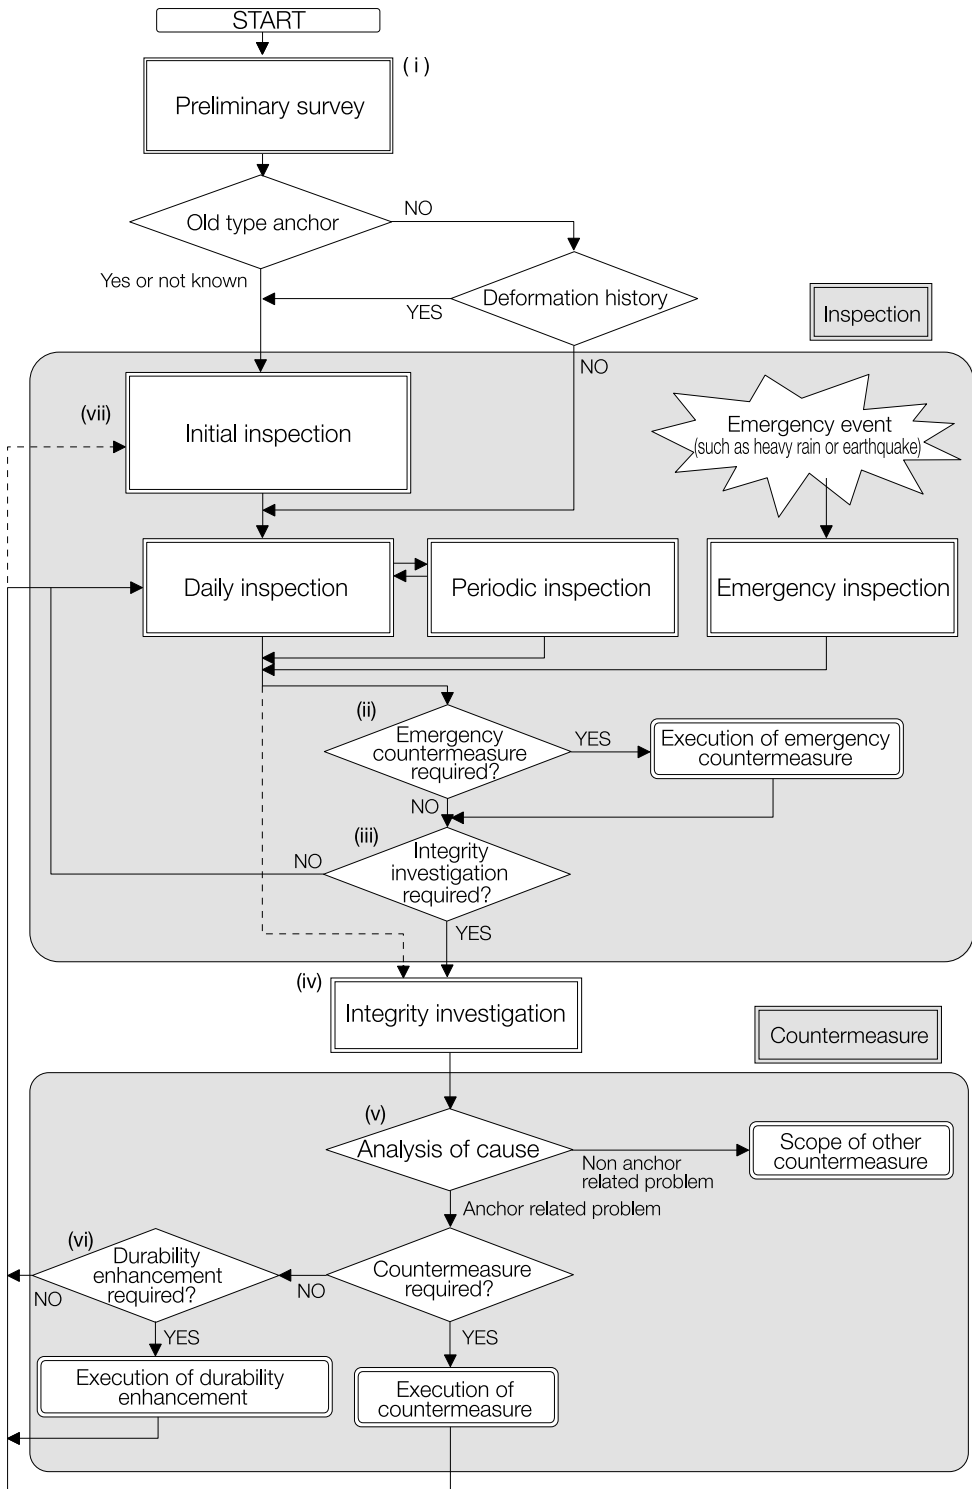 START
( i )
Preliminary survey
Old type anchor
NO
Yes or not known
Deformation history
YES
Inspection
NO
(vii)
Initial inspection
Emergency event
(such as heavy rain or earthquake)
Daily inspection
Periodic inspection
Emergency inspection
(ii)
Emergency
countermeasure
required?
YES
Execution of emergency
countermeasure
NO
(iii)
Integrity
investigation
required?
NO
YES
(iv)
Integrity investigation
Countermeasure
(v)
Analysis of cause
Non anchor
related problem
Scope of other
countermeasure
Anchor related problem
(vi)
Durability
enhancement
required?
NO
Countermeasure
required?
NO
YES
YES
Execution of durability
enhancement
Execution of
countermeasure